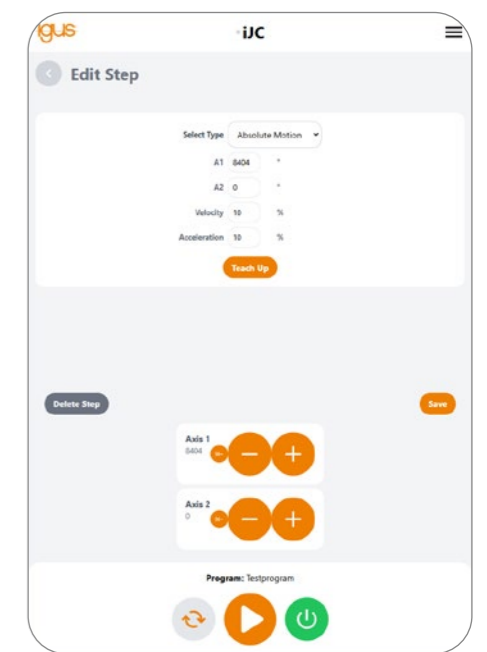 igus
iJC
Edit Step
Select Type Absolute Motion
A1 8404 °
A2 0 °
Velocity 10 %
Acceleration 10 %
Teach Up
Delete Step
Save
Axis 1
8404
Axis 2
0
Program: Testprogram